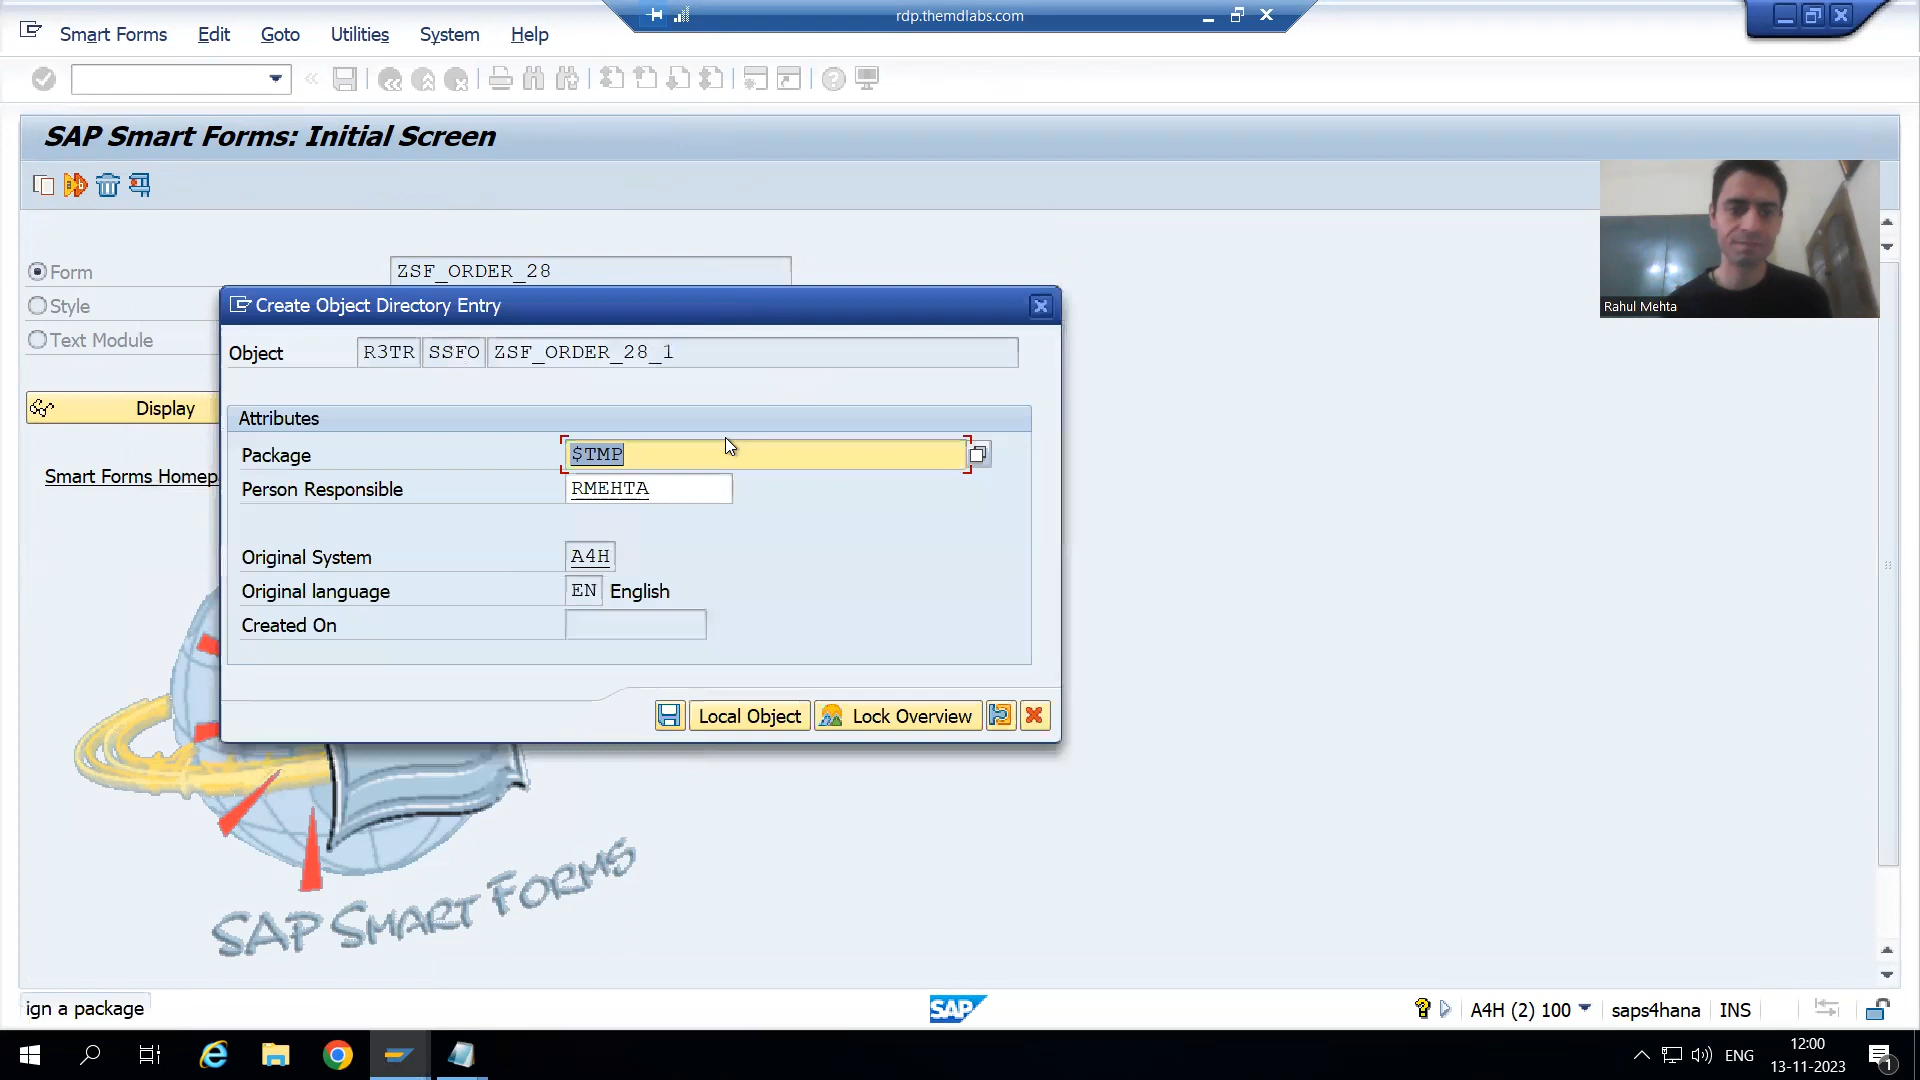 rdp.themdlabs.com
Smart Forms Edit Goto Utilities System Help
SAP Smart Forms: Initial Screen
Form ZSF_ORDER_28
Style
Text Module
Rahul Mehta
Create Object Directory Entry
Object R3TR SSFO ZSF_ORDER_28_1
Display
Attributes
Package $TMP
Person Responsible RMEHTA
Smart Forms Homep
Original System A4H
Original language EN English
Created On
Local Object Lock Overview
SAP SMART FORMS
ign a package
SAP
A4H (2) 100 saps4hana INS
ENG
12:00
13-11-2023
1